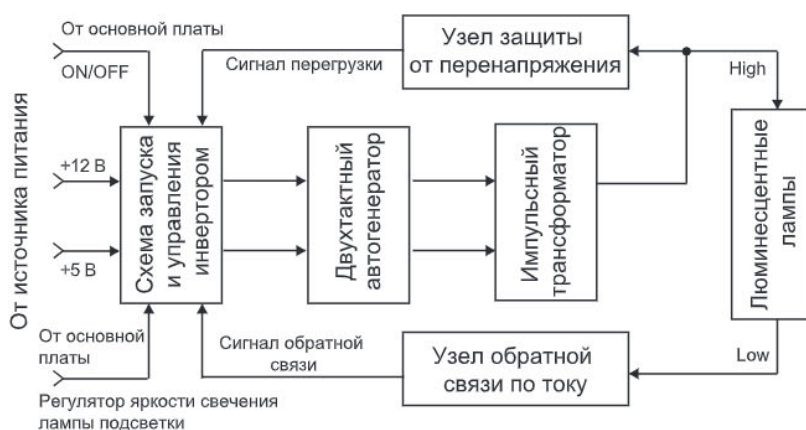 От основной платы
ON/OFF
От источника питания
+12 В
+5 В
От основной
платы
Регулятор яркости свечения
лампы подсветки
Схема запуска
и управления
инвертором
Сигнал перегрузки
Узел защиты
от перенапряжения
Двухтактный
автогенератор
Импульсный
трансформатор
High
Люминесцентные
лампы
Low
Сигнал обратной
связи
Узел обратной
связи по току